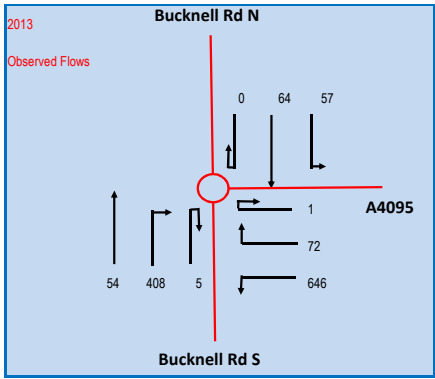 Bucknell Rd N
2013
Observed Flows
0 64 57
1
A4095
72
54 408 5 646
Bucknell Rd S